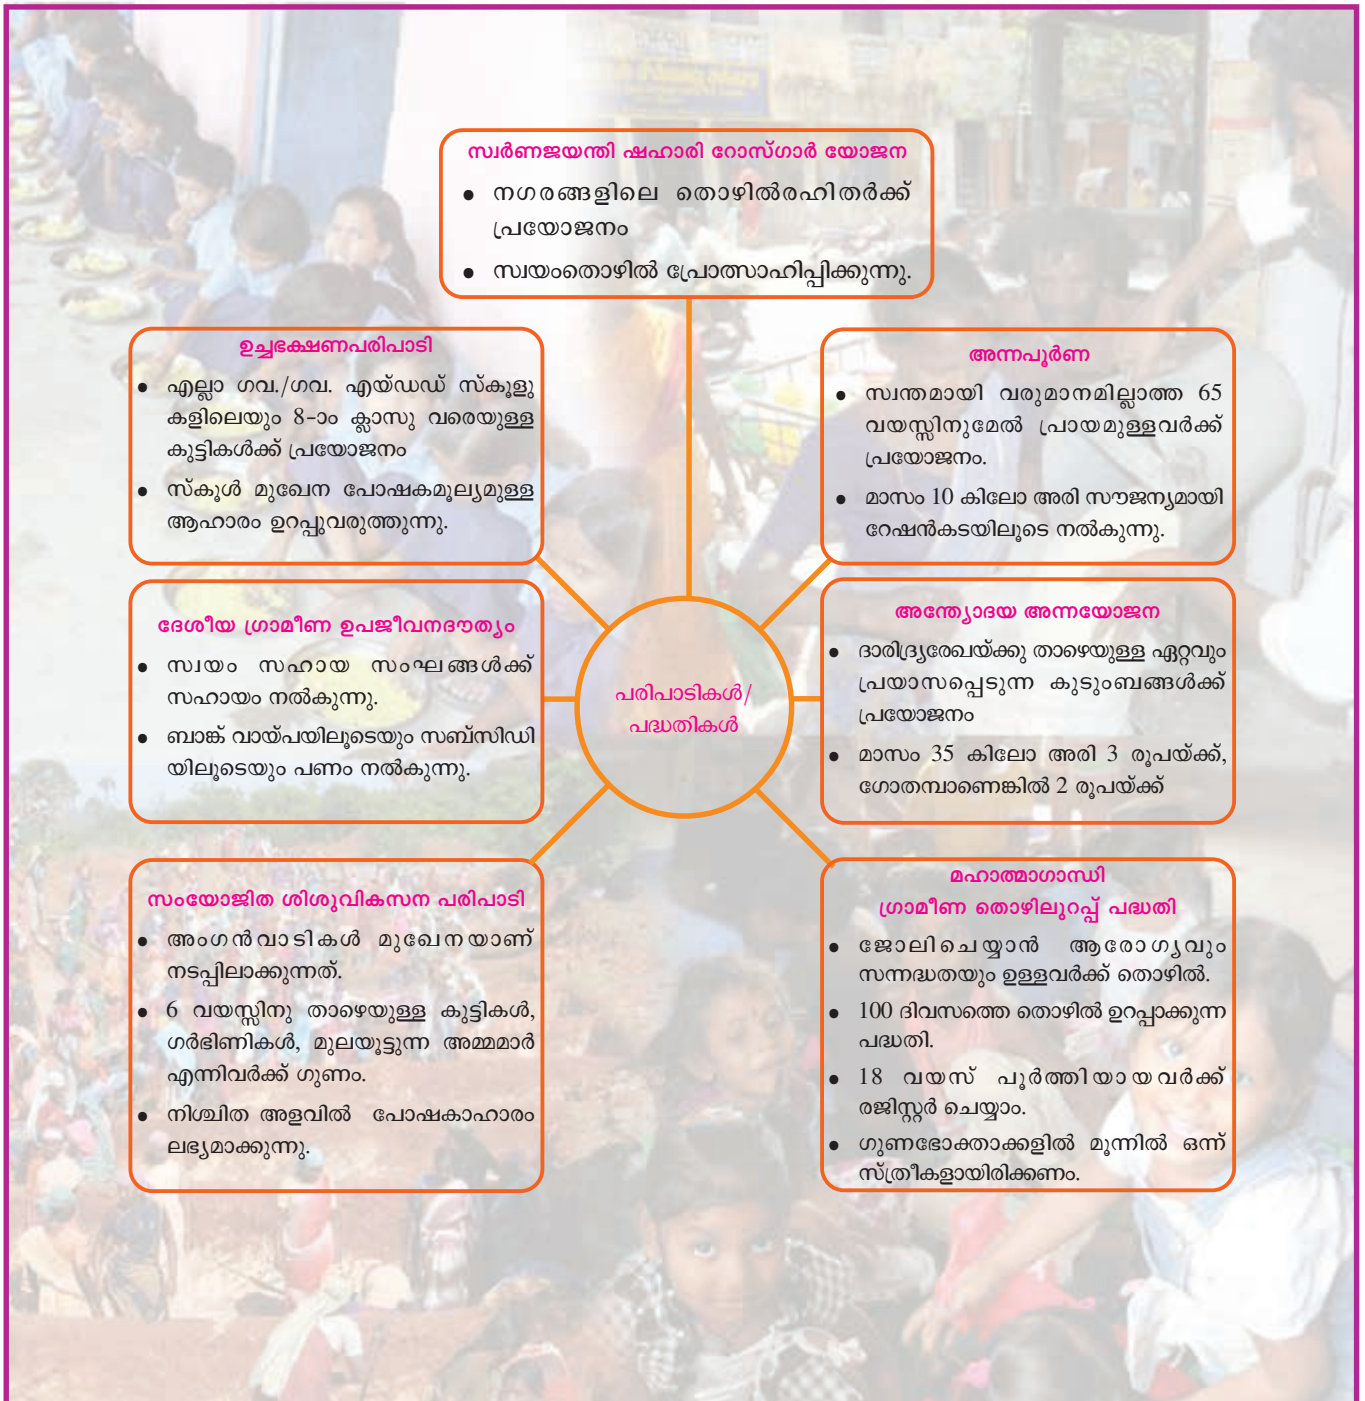 സ്വർണജയന്തി ഷഹാരി റോസ്ഗാർ യോജന
● നഗരങ്ങളിലെ തൊഴിൽരഹിതർക്ക്
പ്രയോജനം
● സ്വയംതൊഴിൽ പ്രോത്സാഹിപ്പിക്കുന്നു.
ഉച്ചഭക്ഷണപരിപാടി
● എല്ലാ ഗവ./ഗവ. എയ്ഡഡ് സ്കൂളു
കളിലെയും 8-ാം ക്ലാസു വരെയുള്ള
കുട്ടികൾക്ക് പ്രയോജനം
● സ്കൂൾ മുഖേന പോഷകമൂല്യമുള്ള
ആഹാരം ഉറപ്പുവരുത്തുന്നു.
അന്നപൂർണ
● സ്വന്തമായി വരുമാനമില്ലാത്ത 65
വയസ്സിനുമേൽ പ്രായമുള്ളവർക്ക്
പ്രയോജനം.
● മാസം 10 കിലോ അരി സൗജന്യമായി
റേഷൻകടയിലൂടെ നൽകുന്നു.
ദേശീയ ഗ്രാമീണ ഉപജീവനദൗത്യം
● സ്വയം സഹായ സംഘങ്ങൾക്ക്
സഹായം നൽകുന്നു.
● ബാങ്ക് വായ്പയിലൂടെയും സബ്സിഡി
യിലൂടെയും പണം നൽകുന്നു.
അന്ത്യോദയ അന്നയോജന
● ദാരിദ്ര്യരേഖയ്ക്കു താഴെയുള്ള ഏറ്റവും
പ്രയാസപ്പെടുന്ന കുടുംബങ്ങൾക്ക്
പ്രയോജനം
● മാസം 35 കിലോ അരി 3 രൂപയ്ക്ക്,
ഗോതമ്പാണെങ്കിൽ 2 രൂപയ്ക്ക്
പരിപാടികൾ/
പദ്ധതികൾ
സംയോജിത ശിശുവികസന പരിപാടി
● അംഗൻവാടികൾ മുഖേനയാണ്
നടപ്പിലാക്കുന്നത്.
● 6 വയസ്സിനു താഴെയുള്ള കുട്ടികൾ,
ഗർഭിണികൾ, മുലയൂട്ടുന്ന അമ്മമാർ
എന്നിവർക്ക് ഗുണം.
● നിശ്ചിത അളവിൽ പോഷകാഹാരം
ലഭ്യമാക്കുന്നു.
മഹാത്മാഗാന്ധി
ഗ്രാമീണ തൊഴിലുറപ്പ് പദ്ധതി
● ജോലിചെയ്യാൻ ആരോഗ്യവും
സന്നദ്ധതയും ഉള്ളവർക്ക് തൊഴിൽ.
● 100 ദിവസത്തെ തൊഴിൽ ഉറപ്പാക്കുന്ന
പദ്ധതി.
● 18 വയസ് പൂർത്തിയായവർക്ക്
രജിസ്റ്റർ ചെയ്യാം.
● ഗുണഭോക്താക്കളിൽ മൂന്നിൽ ഒന്ന്
സ്ത്രീകളായിരിക്കണം.